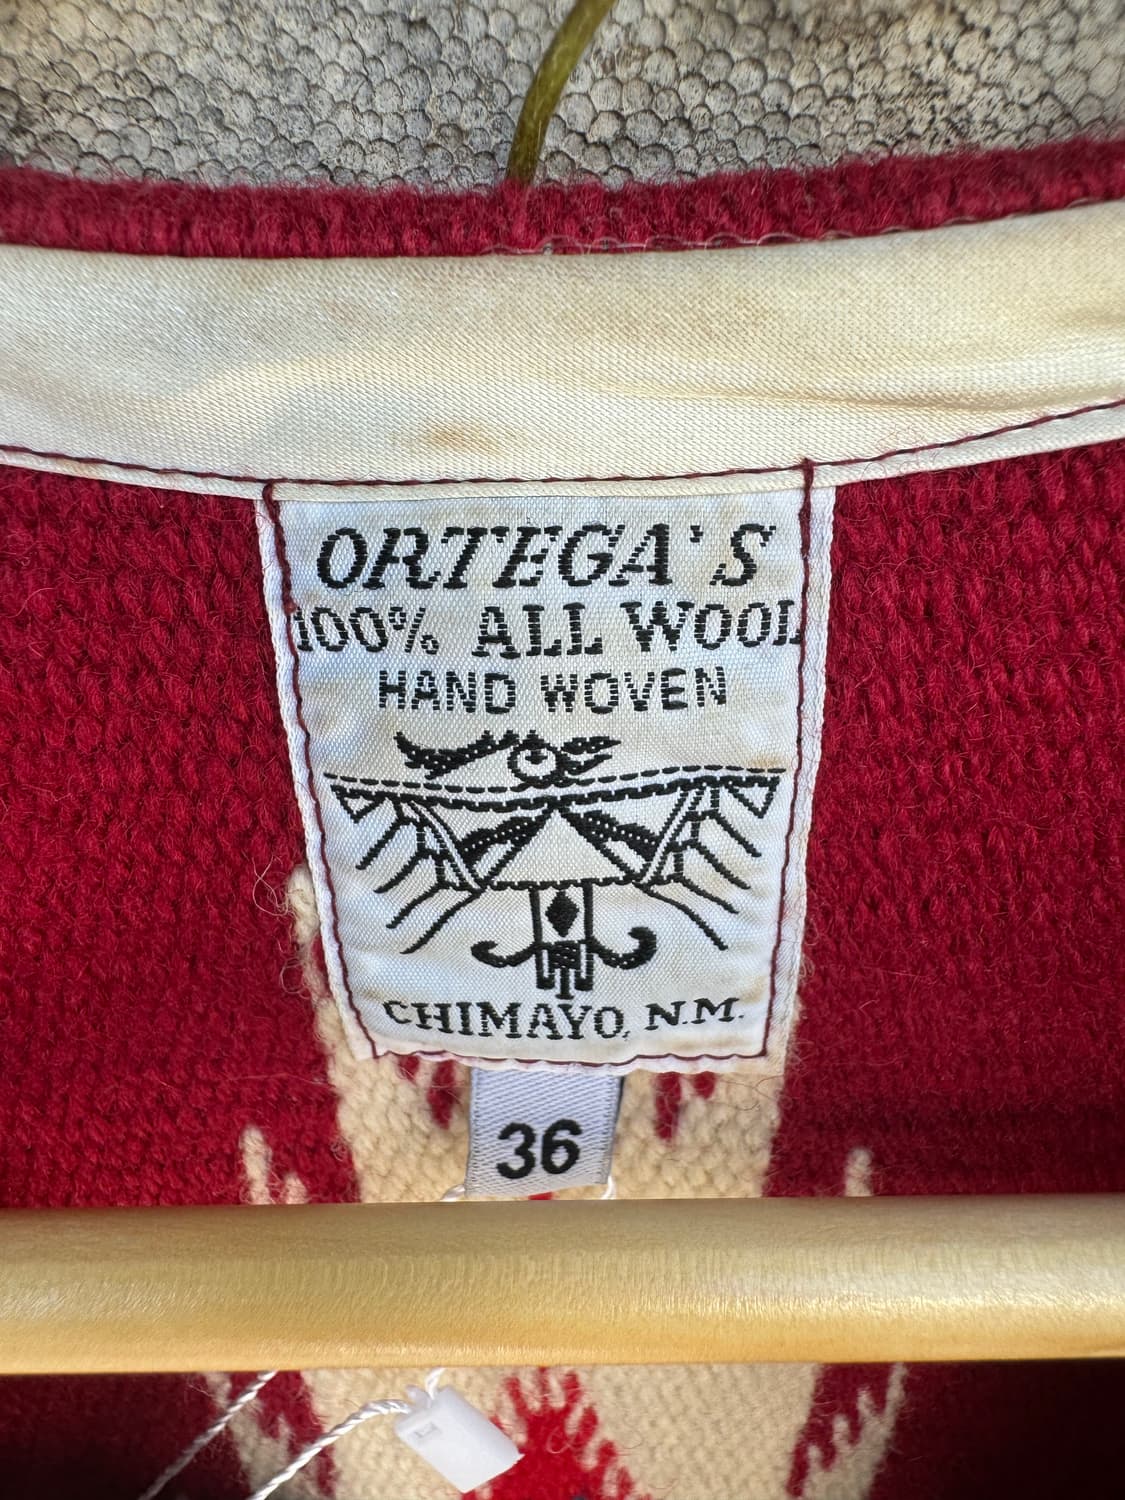 ORTEGA'S
100% ALL WOOL
HAND WOVEN
CHIMAYO, N.M.
36